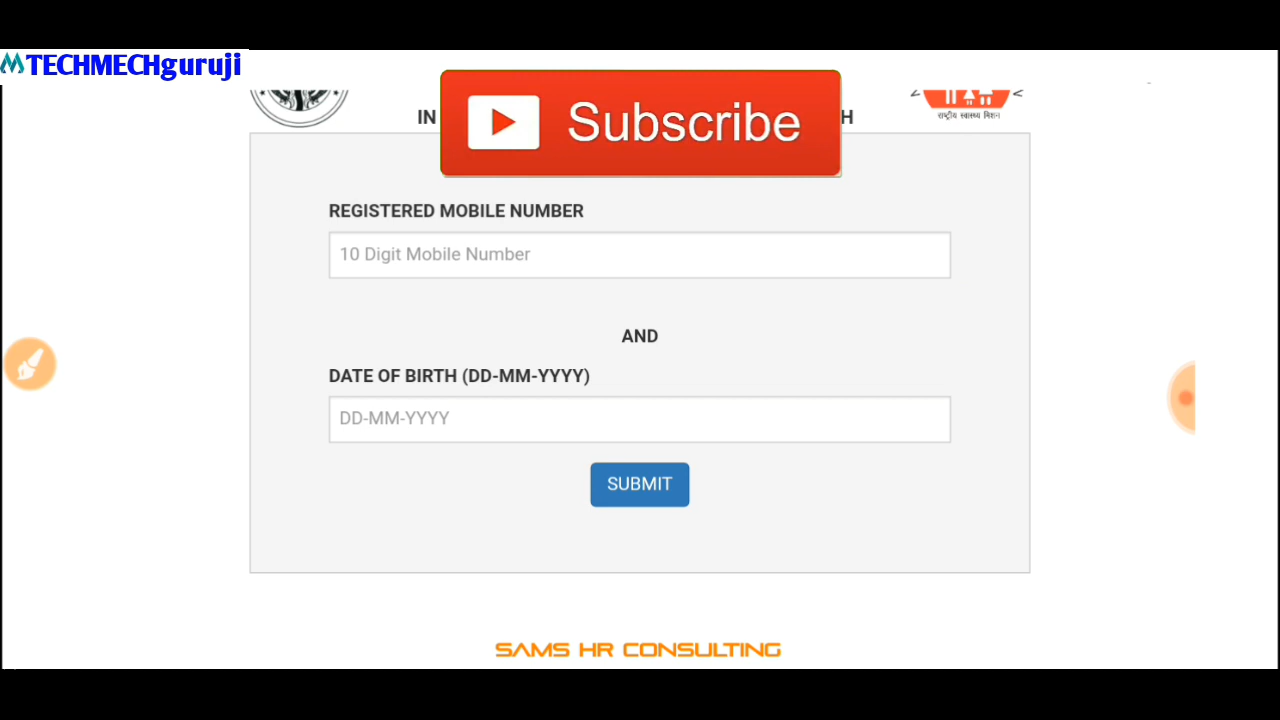 TECHMECHguruji
Subscribe
IN H
राष्ट्रीय स्वास्थ्य मिशन
REGISTERED MOBILE NUMBER
10 Digit Mobile Number
AND
DATE OF BIRTH (DD-MM-YYYY)
DD-MM-YYYY
SUBMIT
SAMS HR CONSULTING